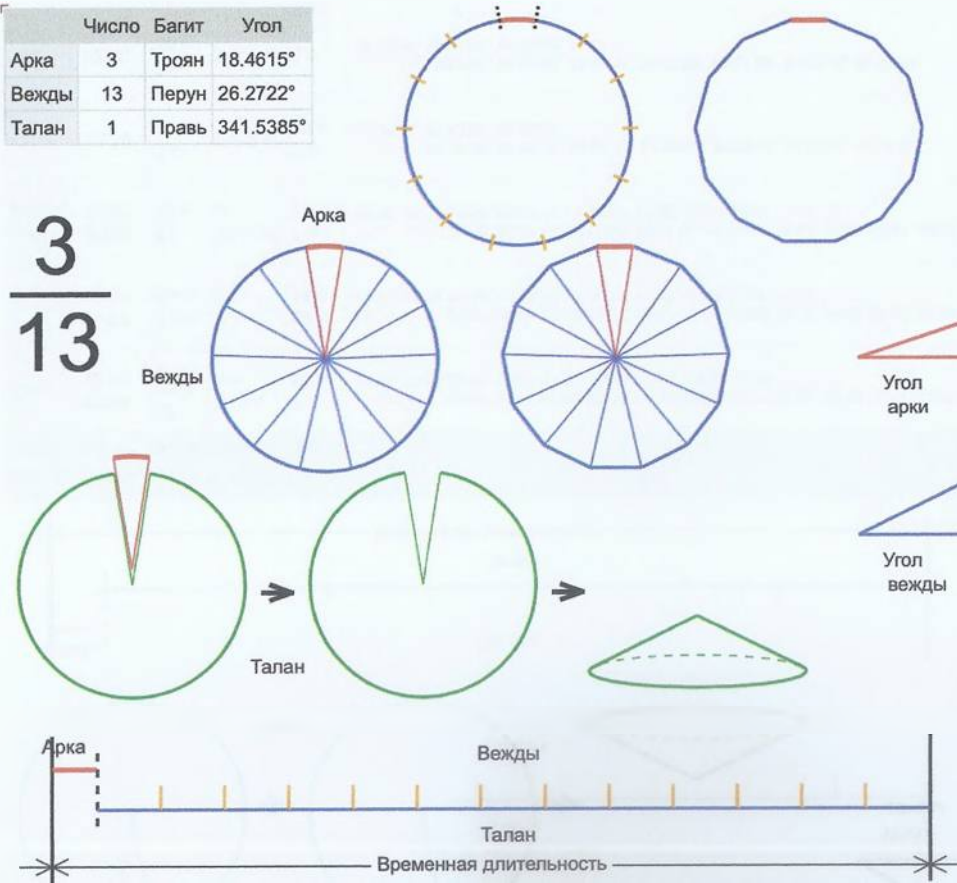 Число Багит Угол
Арка 3 Троян 18.4615°
Вежды 13 Перун 26.2722°
Талан 1 Правь 341.5385°
3
13
Арка
Вежды
Угол
арки
Угол
вежды
Талан
Арка
Вежды
Талан
Временная длительность